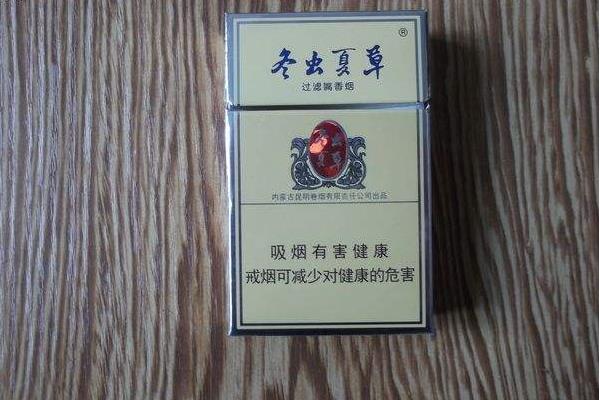 冬虫夏草®
过滤嘴香烟
内蒙古昆明卷烟有限责任公司出品
吸烟有害健康
戒烟可减少对健康的危害